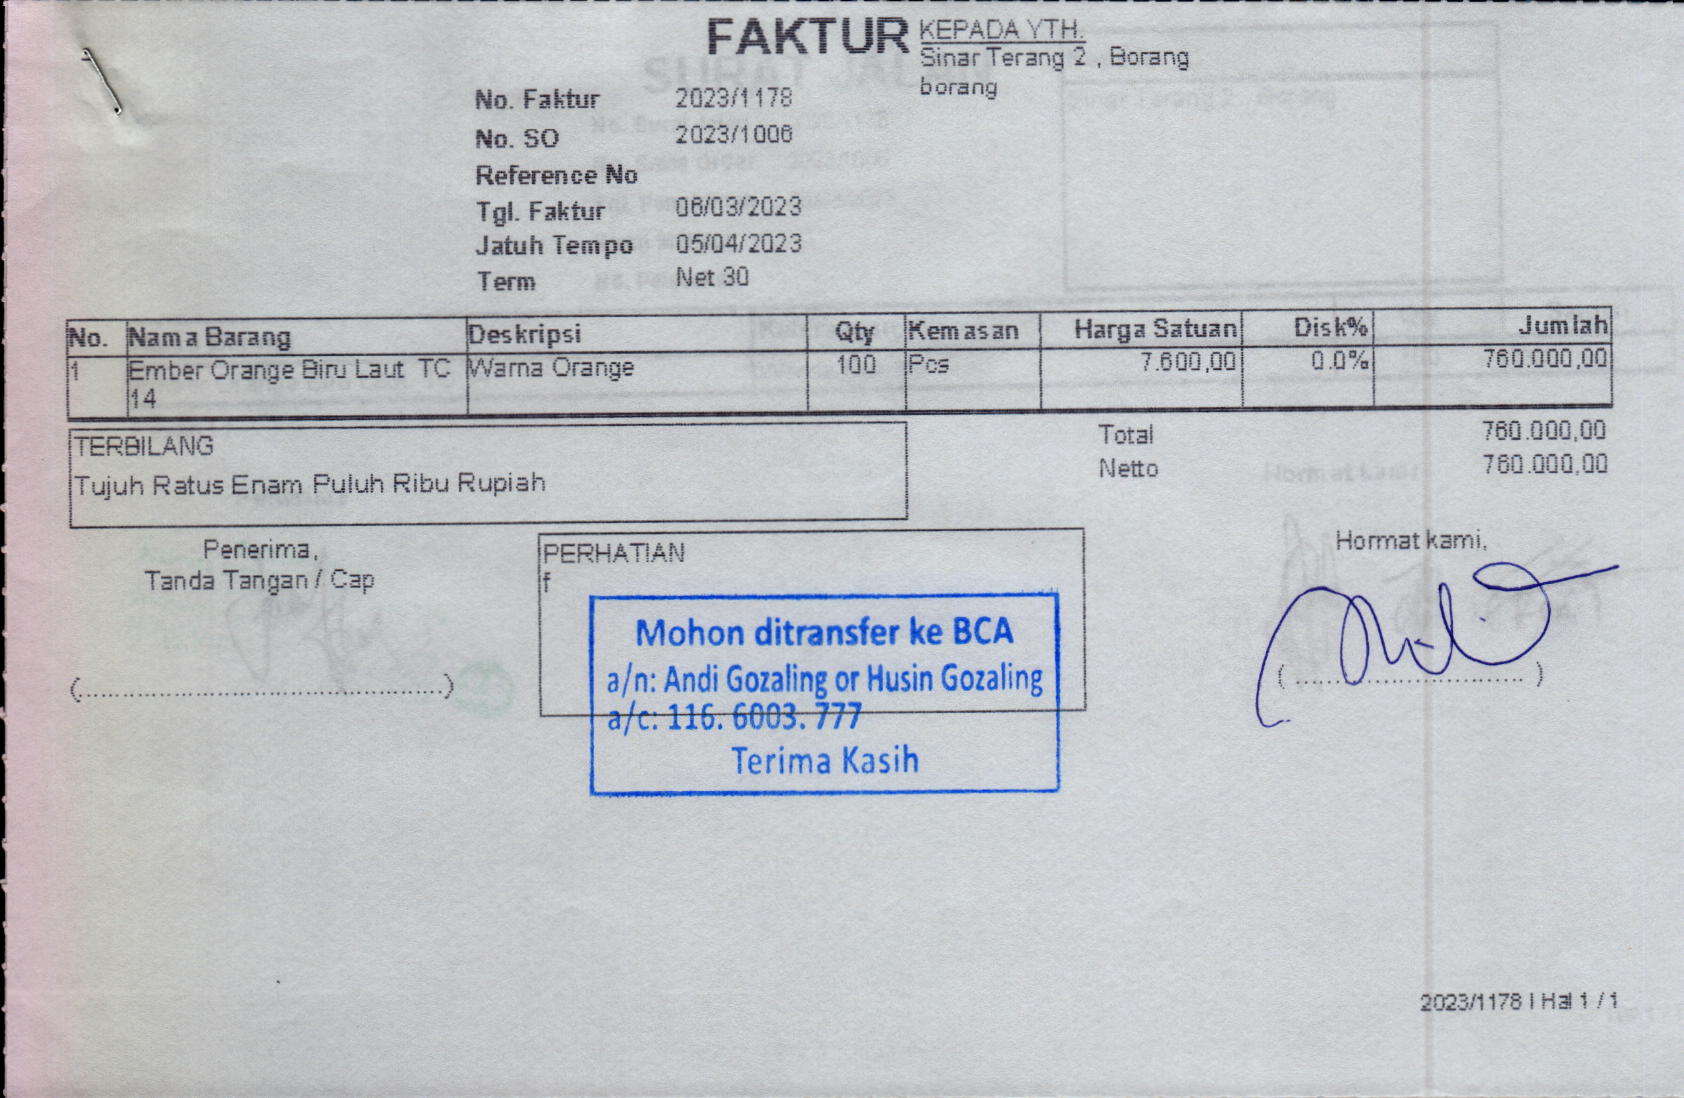 FAKTUR
KEPADA YTH.
Sinar Terang 2 , Borang
borang
No. Faktur 2023/1178
No. SO 2023/1006
Reference No
Tgl. Faktur 06/03/2023
Jatuh Tempo 05/04/2023
Term Net 30
No. Nama Barang Deskripsi Qty Kemasan Harga Satuan Disk% Jumlah
1 Ember Orange Biru Laut TC Warna Orange 100 Pcs 7.600,00 0.0% 760.000,00
14
TERBILANG
Tujuh Ratus Enam Puluh Ribu Rupiah
Total 760.000,00
Netto 760.000,00
Penerima,
Tanda Tangan / Cap
(..............................................)
PERHATIAN
f
Mohon ditransfer ke BCA
a/n: Andi Gozaling or Husin Gozaling
a/c: 116. 6003. 777
Terima Kasih
Hormat kami,
( ............................. )
2023/1178 | Hal 1 / 1